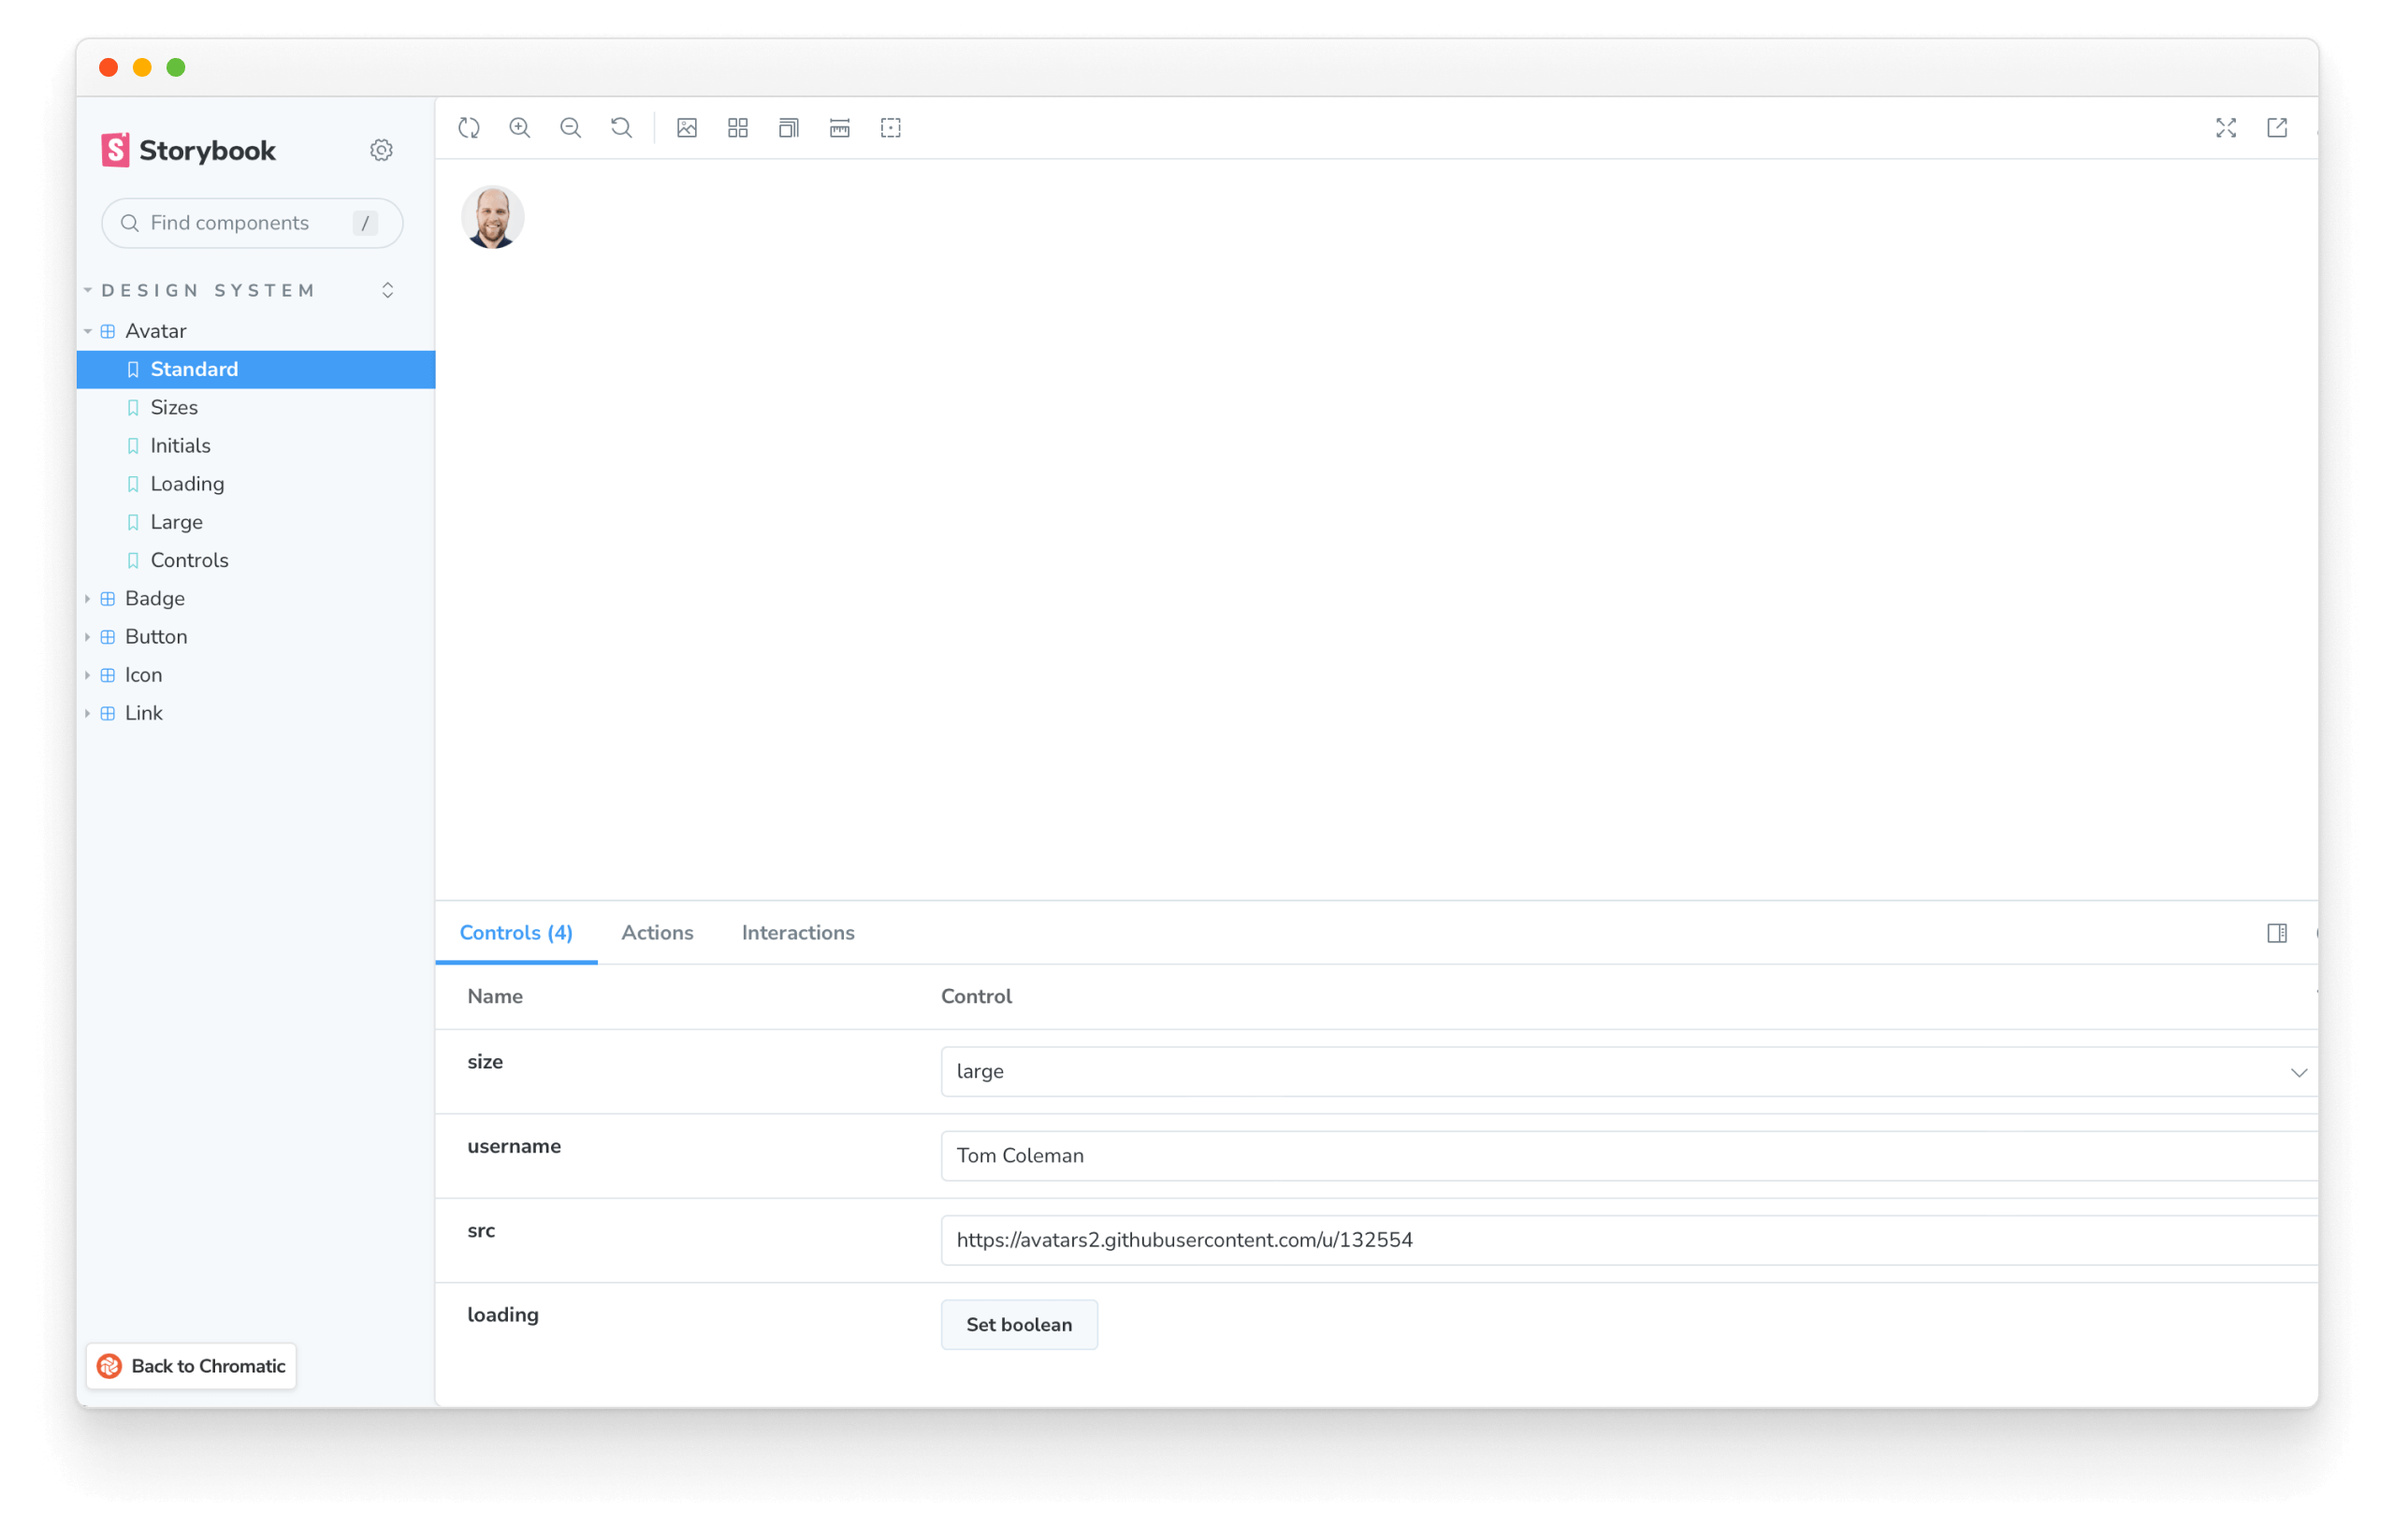 Storybook
Find components /
DESIGN SYSTEM
Avatar
Standard
Sizes
Initials
Loading
Large
Controls
Badge
Button
Icon
Link
Back to Chromatic
Controls (4) Actions Interactions
Name Control
size large
username Tom Coleman
src https://avatars2.githubusercontent.com/u/132554
loading Set boolean